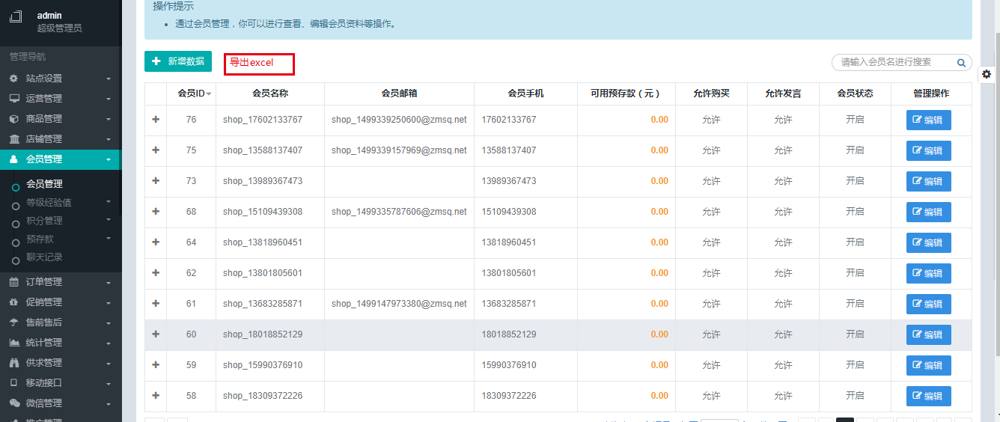 admin
超级管理员
管理导航
站点设置
运营管理
商品管理
店铺管理
会员管理
会员管理
等级经验值
积分管理
预存款
聊天记录
订单管理
促销管理
售前售后
统计管理
供求管理
移动接口
微信管理
操作提示
通过会员管理，你可以进行查看、编辑会员资料等操作。
新增数据 导出excel 请输入会员名进行搜索
会员ID 会员名称 会员邮箱 会员手机 可用预存款（元） 允许购买 允许发言 会员状态 管理操作
76 shop_17602133767 shop_1499339250600@zmsq.net 17602133767 0.00 允许 允许 开启 编辑
75 shop_13588137407 shop_1499339157969@zmsq.net 13588137407 0.00 允许 允许 开启 编辑
73 shop_13989367473 13989367473 0.00 允许 允许 开启 编辑
68 shop_15109439308 shop_1499335787606@zmsq.net 15109439308 0.00 允许 允许 开启 编辑
64 shop_13818960451 13818960451 0.00 允许 允许 开启 编辑
62 shop_13801805601 13801805601 0.00 允许 允许 开启 编辑
61 shop_13683285871 shop_1499147973380@zmsq.net 13683285871 0.00 允许 允许 开启 编辑
60 shop_18018852129 18018852129 0.00 允许 允许 开启 编辑
59 shop_15990376910 15990376910 0.00 允许 允许 开启 编辑
58 shop_18309372226 18309372226 0.00 允许 允许 开启 编辑